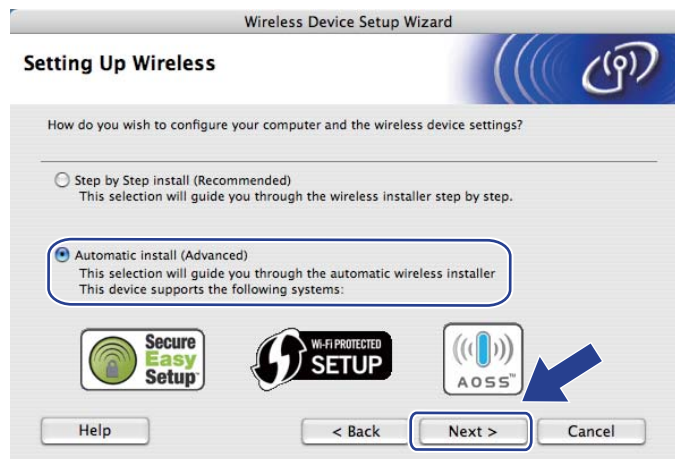 Wireless Device Setup Wizard
Setting Up Wireless
How do you wish to configure your computer and the wireless device settings?
Step by Step install (Recommended)
This selection will guide you through the wireless installer step by step.
Automatic install (Advanced)
This selection will guide you through the automatic wireless installer
This device supports the following systems:
Secure
Easy
Setup™
Wi-Fi PROTECTED
SETUP
AOSS™
Help
< Back
Next >
Cancel